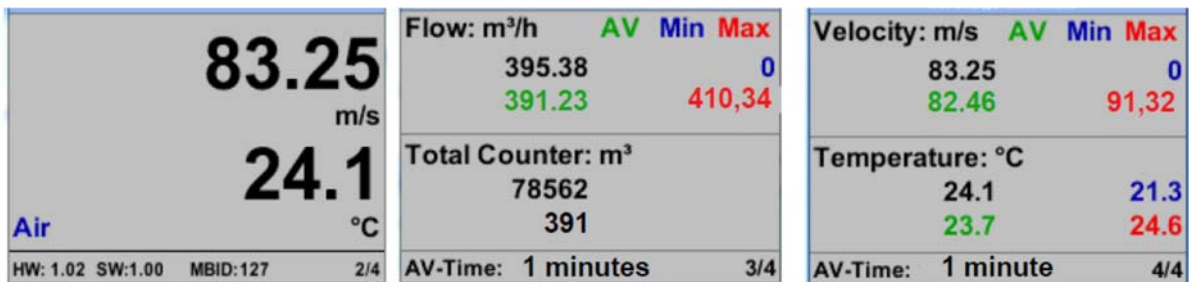 83.25
m/s
24.1
Air °C
HW: 1.02 SW:1.00 MBID:127 2/4
Flow: m³/h AV Min Max
395.38 0
391.23 410,34
Total Counter: m³
78562
391
AV-Time: 1 minutes 3/4
Velocity: m/s AV Min Max
83.25 0
82.46 91,32
Temperature: °C
24.1 21.3
23.7 24.6
AV-Time: 1 minute 4/4